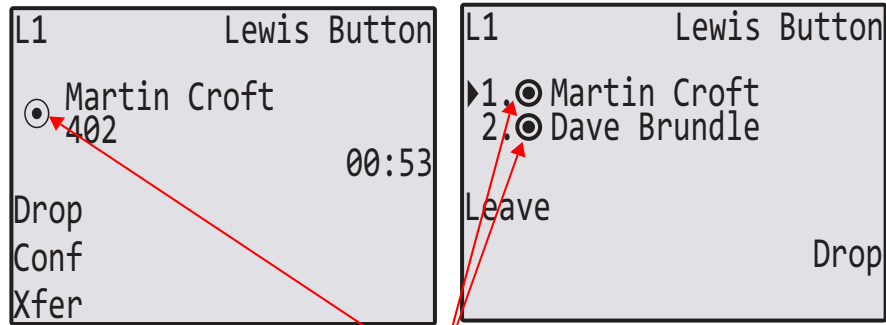 L1 Lewis Button
Martin Croft
402
00:53
Drop
Conf
Xfer
L1 Lewis Button
1. Martin Croft
2. Dave Brundle
Leave
Drop